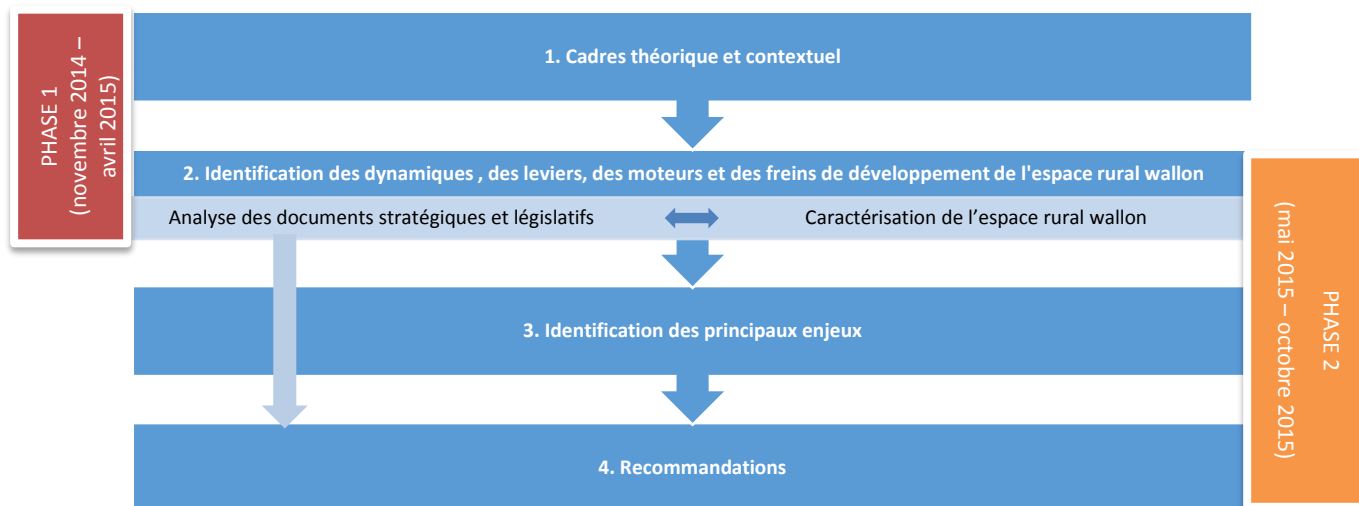 PHASE 1
(novembre 2014 –
avril 2015)
1. Cadres théorique et contextuel
2. Identification des dynamiques , des leviers, des moteurs et des freins de développement de l'espace rural wallon
Analyse des documents stratégiques et législatifs
Caractérisation de l’espace rural wallon
3. Identification des principaux enjeux
4. Recommandations
PHASE 2
(mai 2015 – octobre 2015)